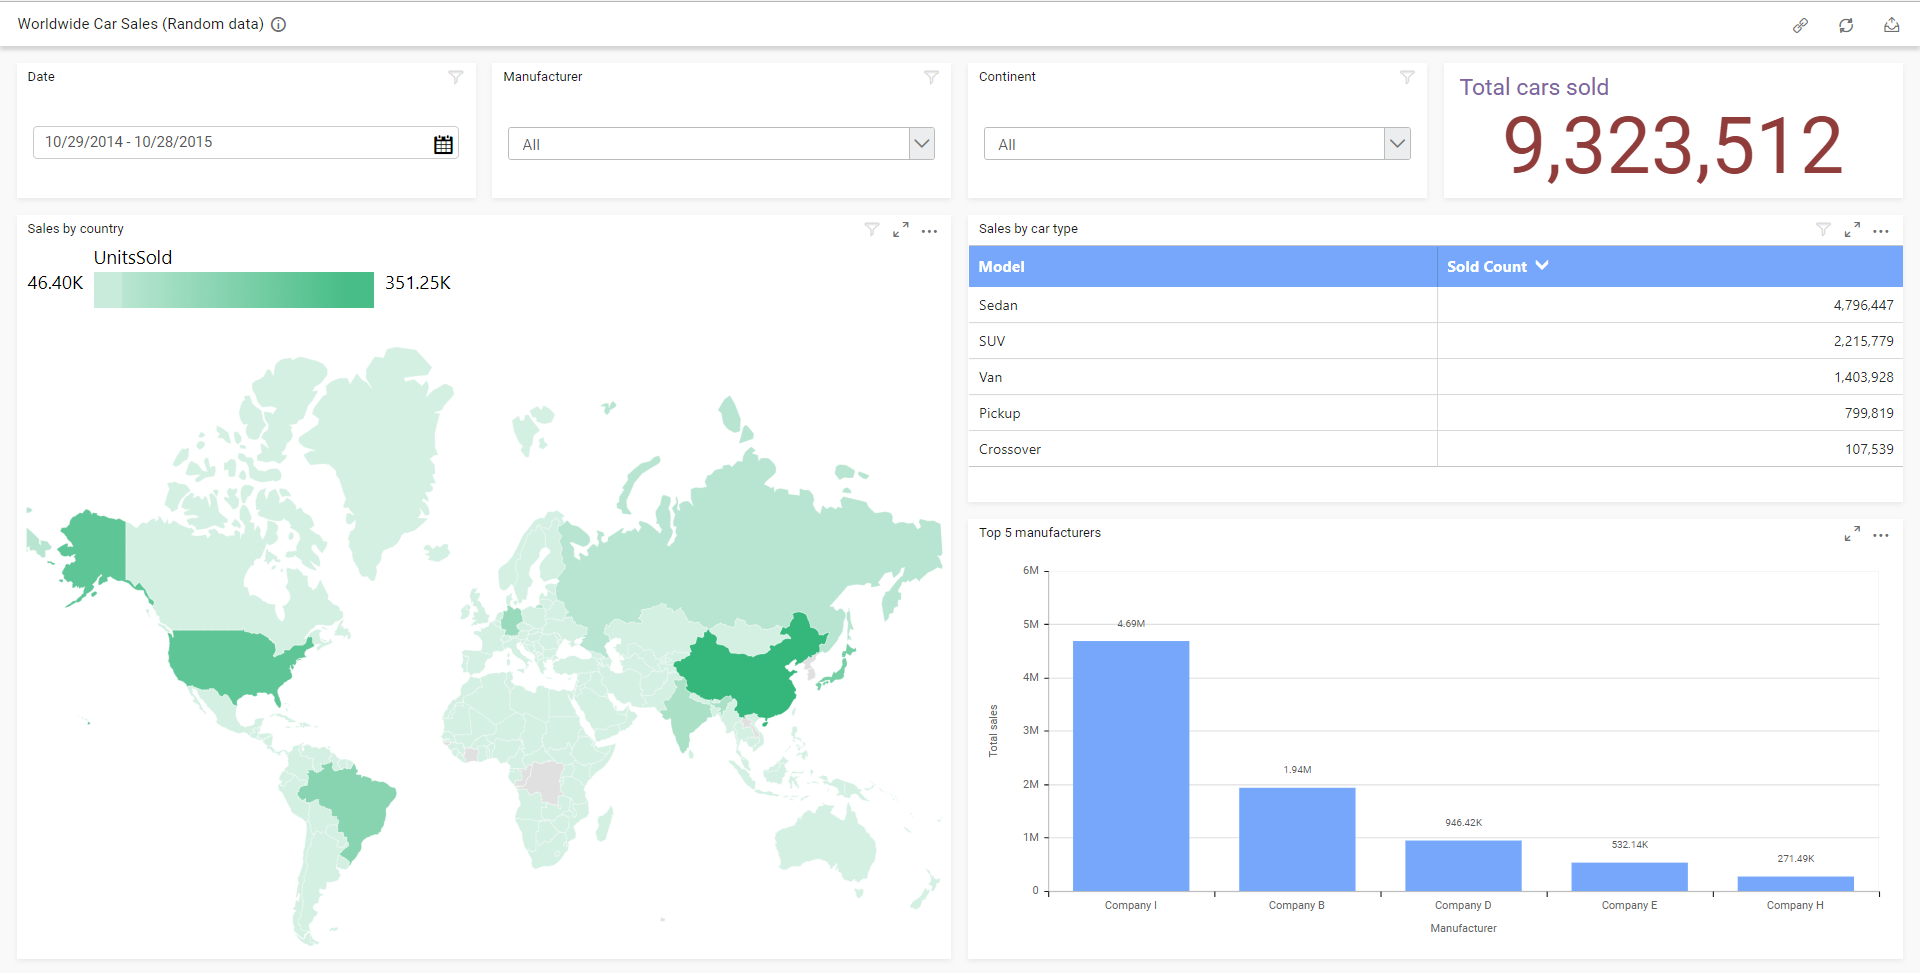 Worldwide Car Sales (Random data)
Date
10/29/2014 - 10/28/2015
Manufacturer
All
Continent
All
Total cars sold
9,323,512
Sales by country
UnitsSold
46.40K 351.25K
Sales by car type
Model Sold Count
Sedan 4,796,447
SUV 2,215,779
Van 1,403,928
Pickup 799,819
Crossover 107,539
Top 5 manufacturers
6M
5M
4M
3M
2M
1M
0
Total sales
4.69M
1.94M
946.42K
532.14K
271.49K
Company I Company B Company D Company E Company H
Manufacturer